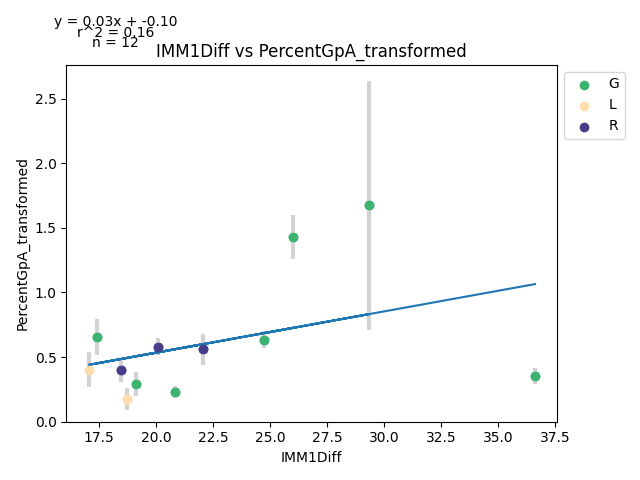 y = 0.03x + -0.10
r^2 = 0.16
n = 12
IMM1Diff vs PercentGpA_transformed
G
L
R
PercentGpA_transformed
2.5
2.0
1.5
1.0
0.5
0.0
17.5 20.0 22.5 25.0 27.5 30.0 32.5 35.0 37.5
IMM1Diff